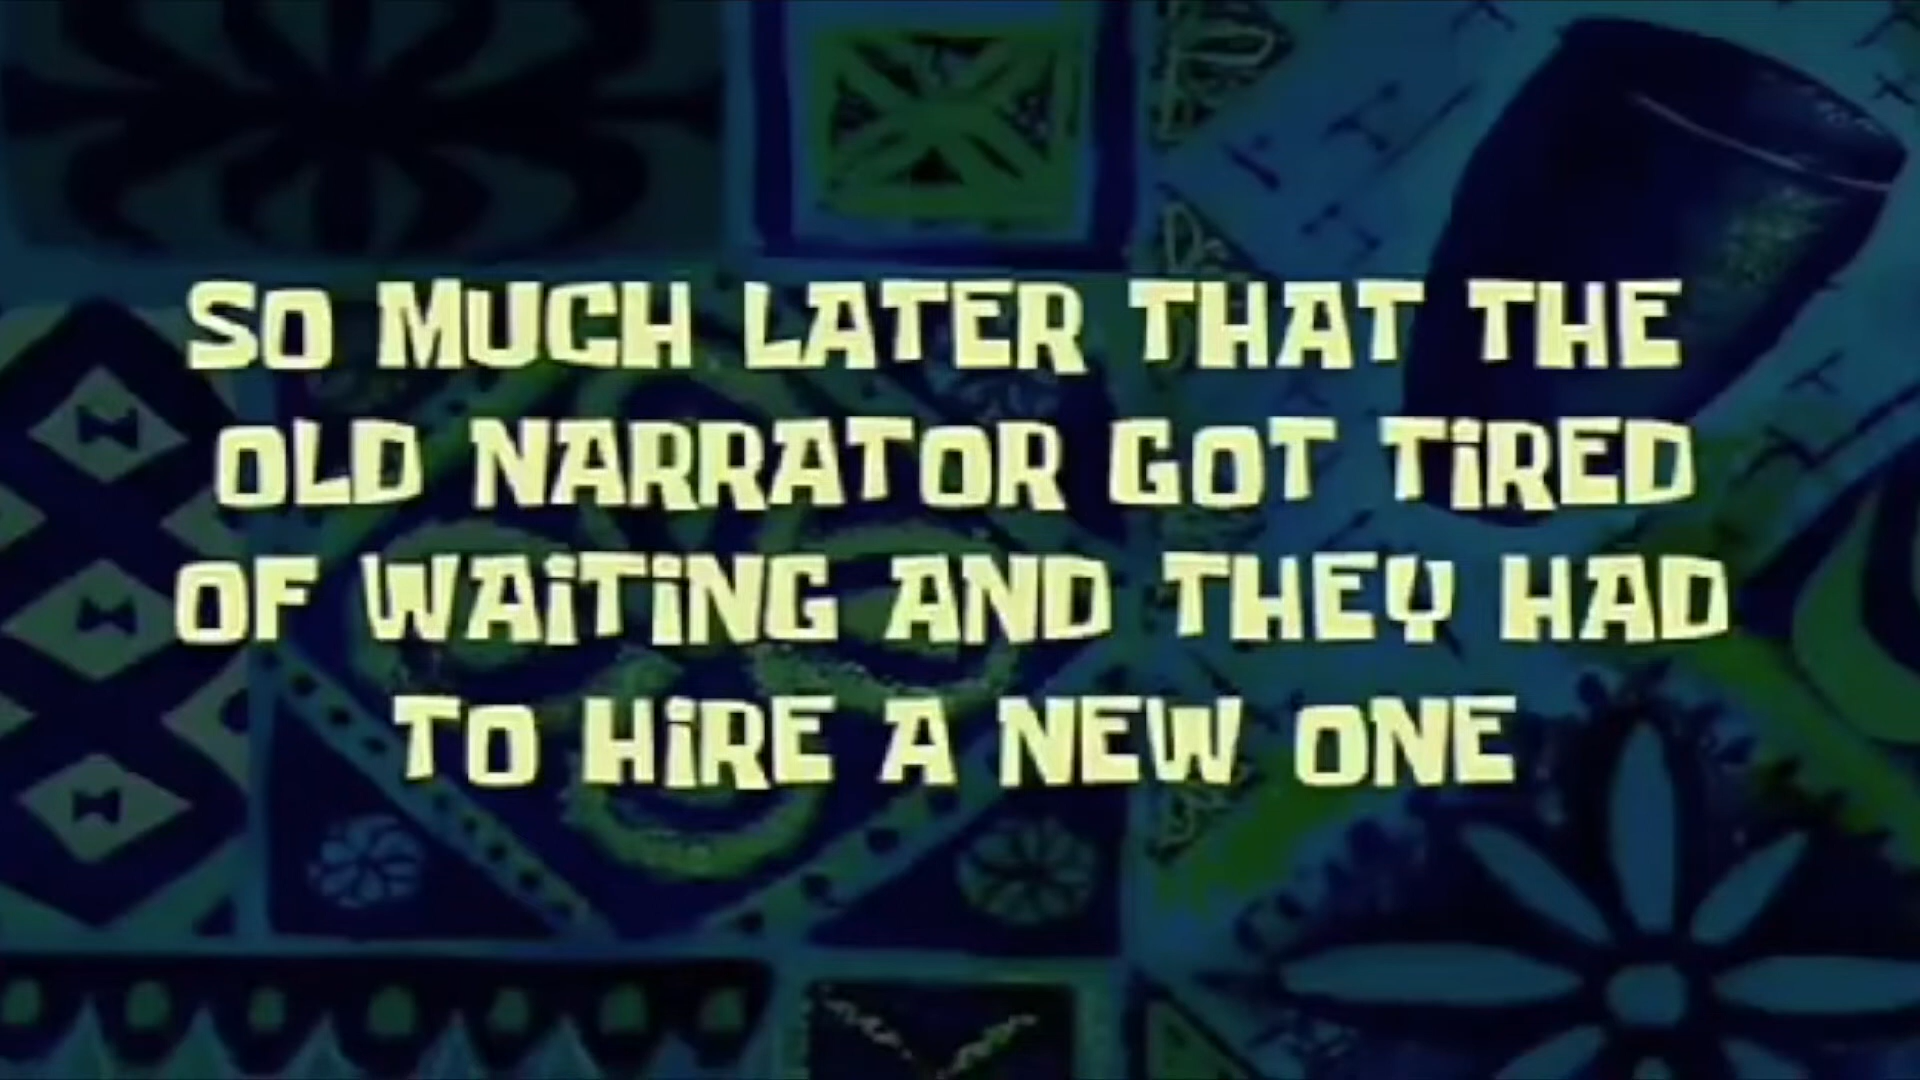 SO MUCH LATER THAT THE
OLD NARRATOR GOT TIRED
OF WAITING AND THEY HAD
TO HIRE A NEW ONE